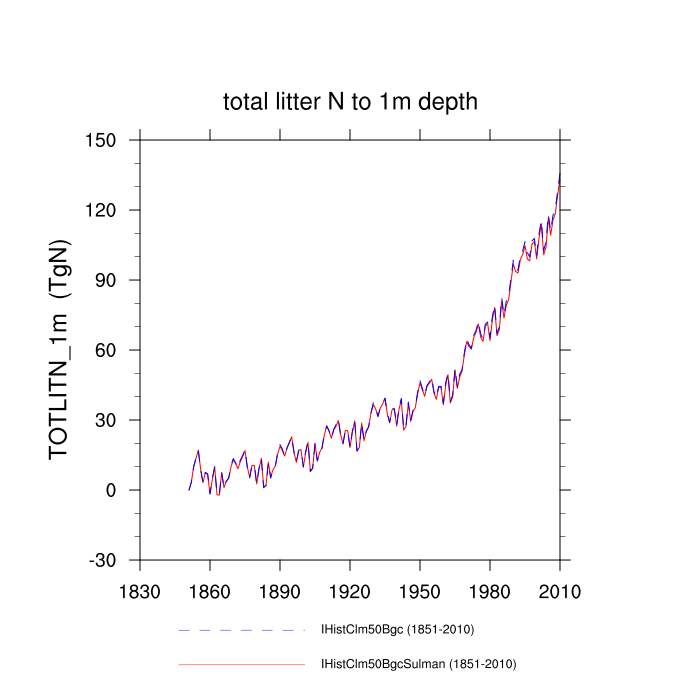 total litter N to 1m depth
TOTLITN_1m (TgN)
150
120
90
60
30
0
-30
1830 1860 1890 1920 1950 1980 2010
IHistClm50Bgc (1851-2010)
IHistClm50BgcSulman (1851-2010)